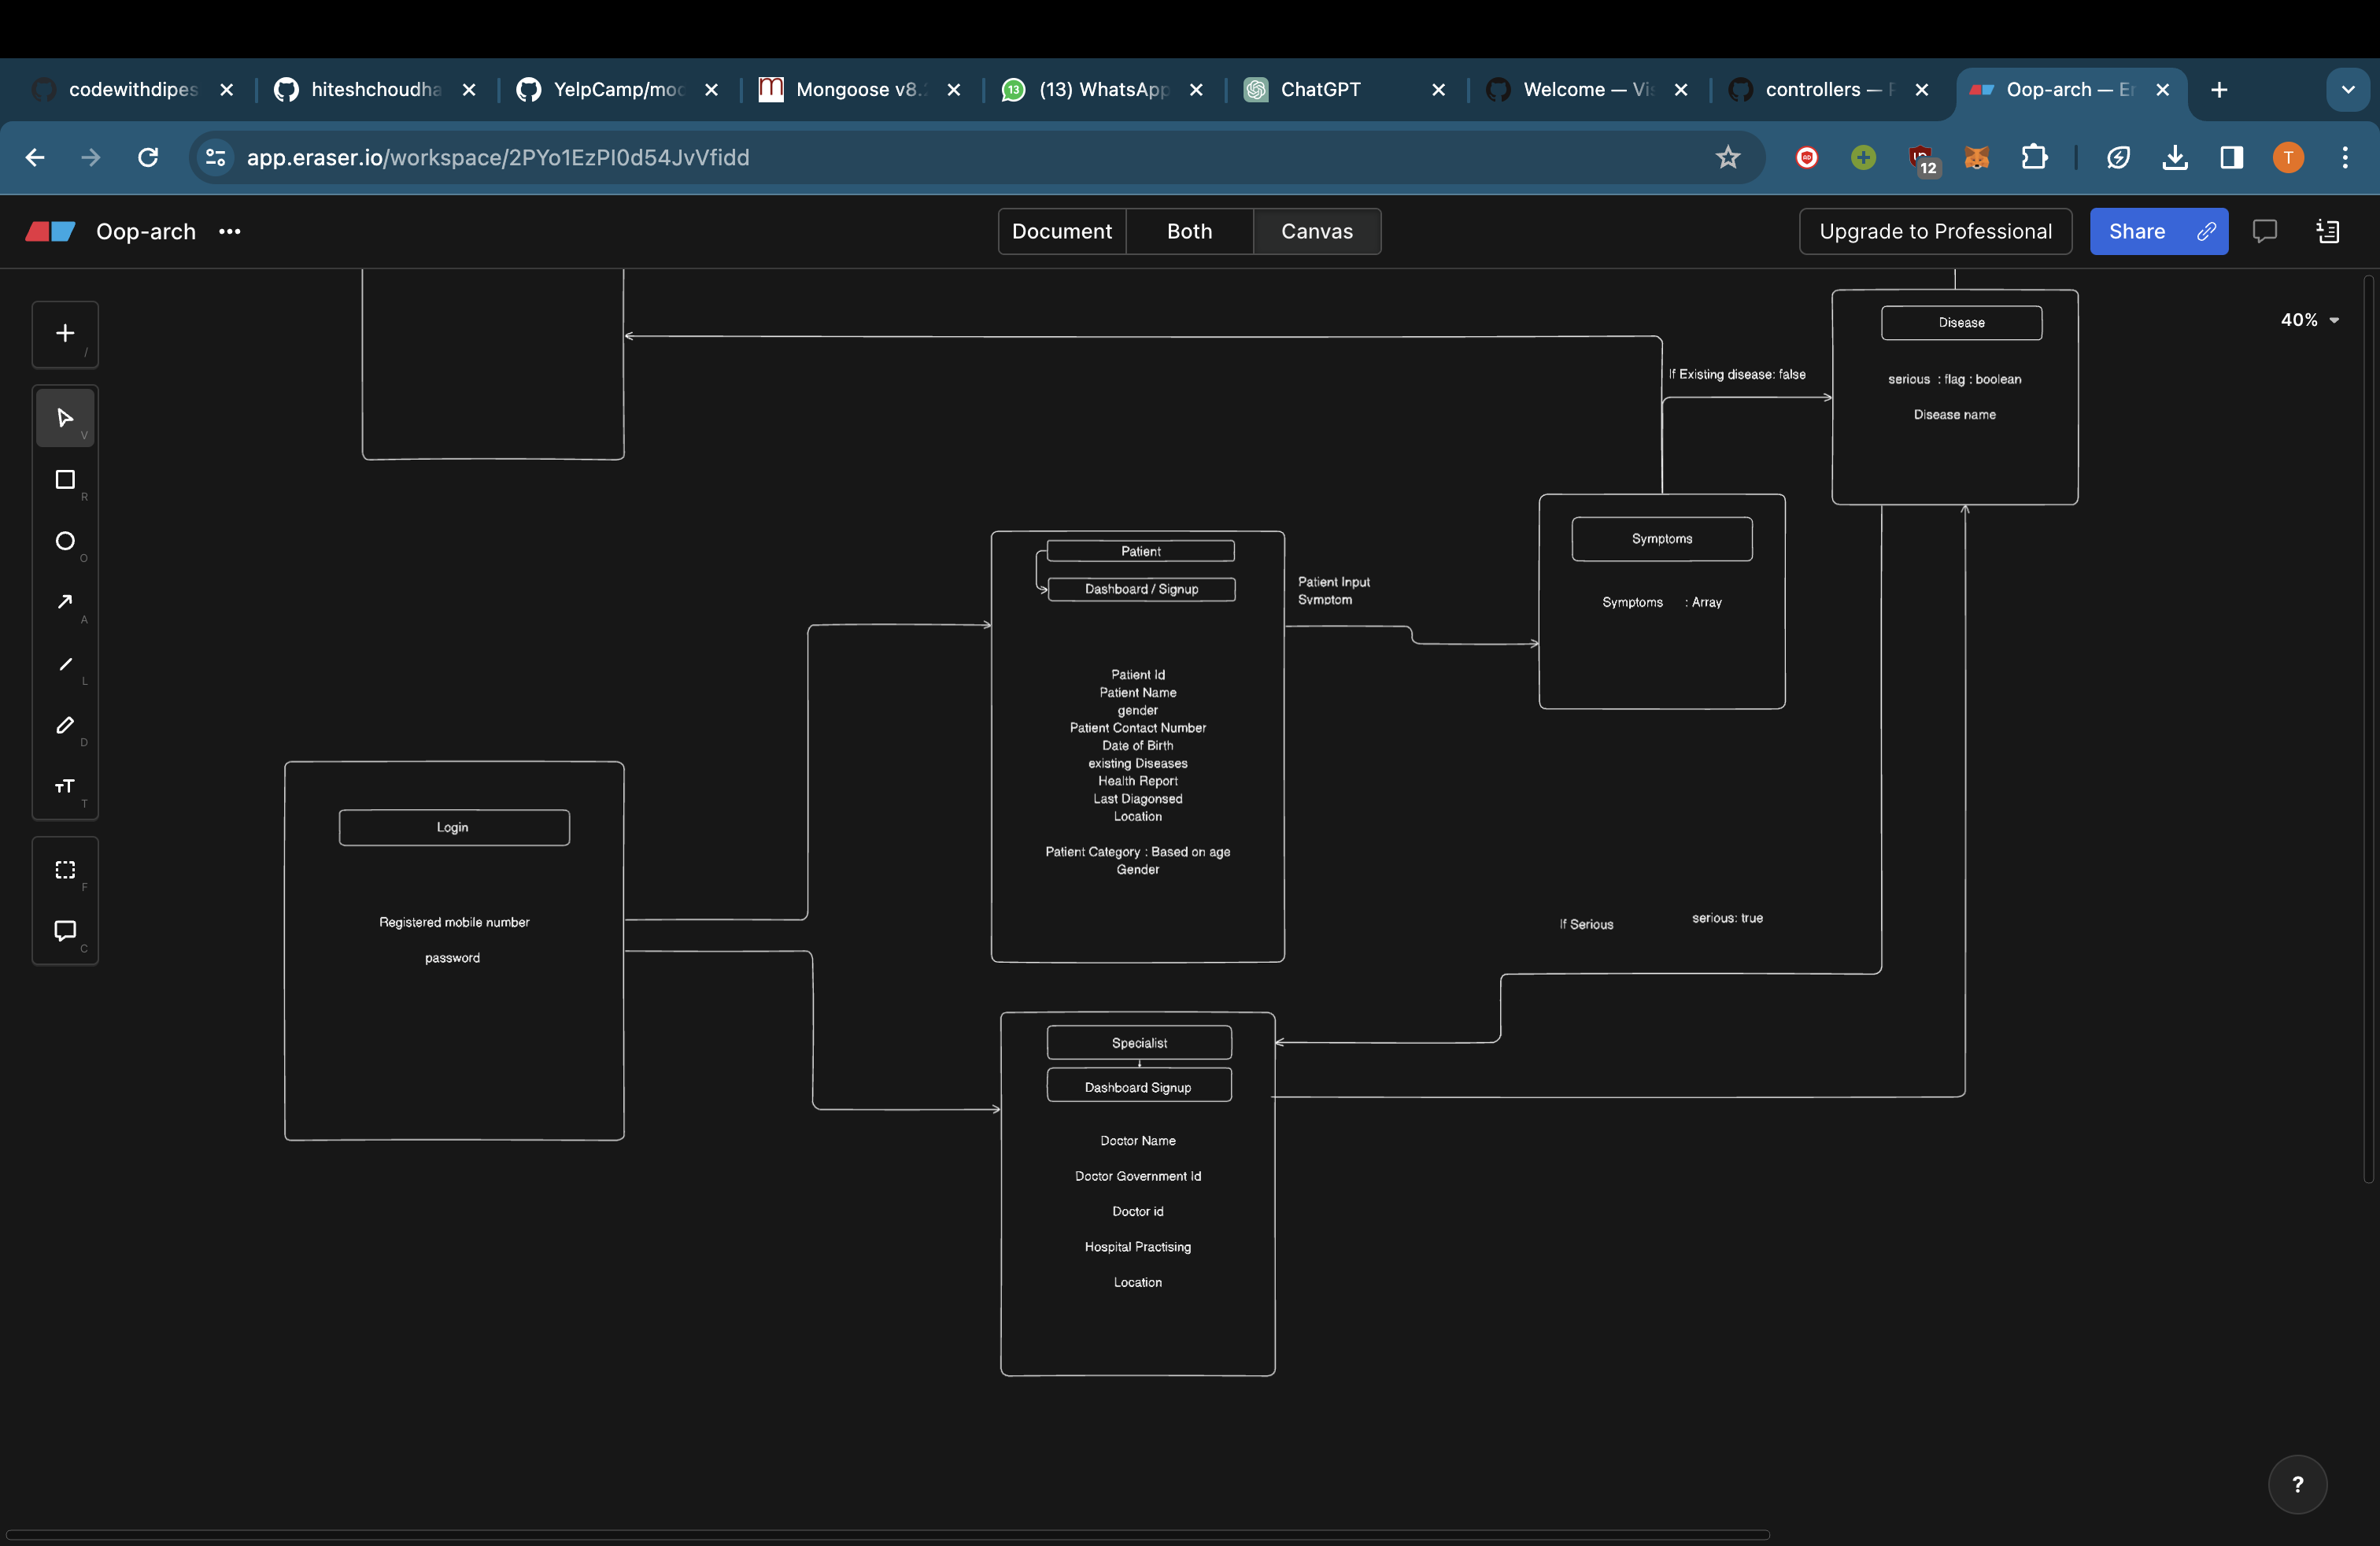 codewithdipes
hiteshchoudha
YelpCamp/moc
Mongoose v8.
(13) WhatsApp
ChatGPT
Welcome — Vis
controllers —
Oop-arch — Er
app.eraser.io/workspace/2PYo1EzPI0d54JvVfidd
12
T
Oop-arch
Document
Both
Canvas
Upgrade to Professional
Share
40%
/
V
R
O
A
L
D
T
F
C
Disease
serious : flag : boolean
Disease name
If Existing disease: false
Symptoms
Symptoms : Array
Patient
Dashboard / Signup
Patient Input
Symptom
Patient Id
Patient Name
gender
Patient Contact Number
Date of Birth
existing Diseases
Health Report
Last Diagonsed
Location
Patient Category : Based on age
Gender
Login
Registered mobile number
password
If Serious
serious: true
Specialist
Dashboard Signup
Doctor Name
Doctor Government Id
Doctor id
Hospital Practising
Location
?